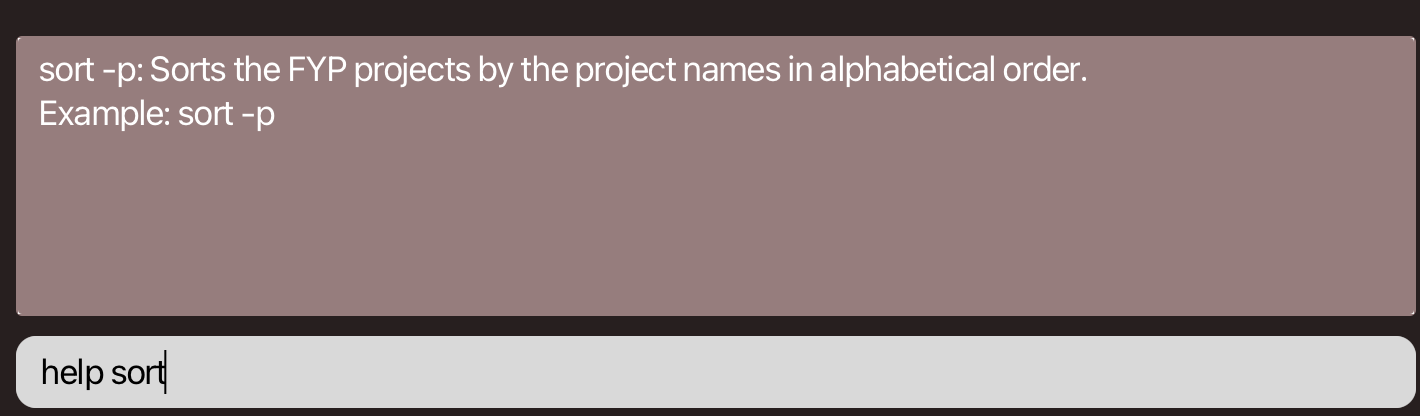 sort -p: Sorts the FYP projects by the project names in alphabetical order.
Example: sort -p
help sort